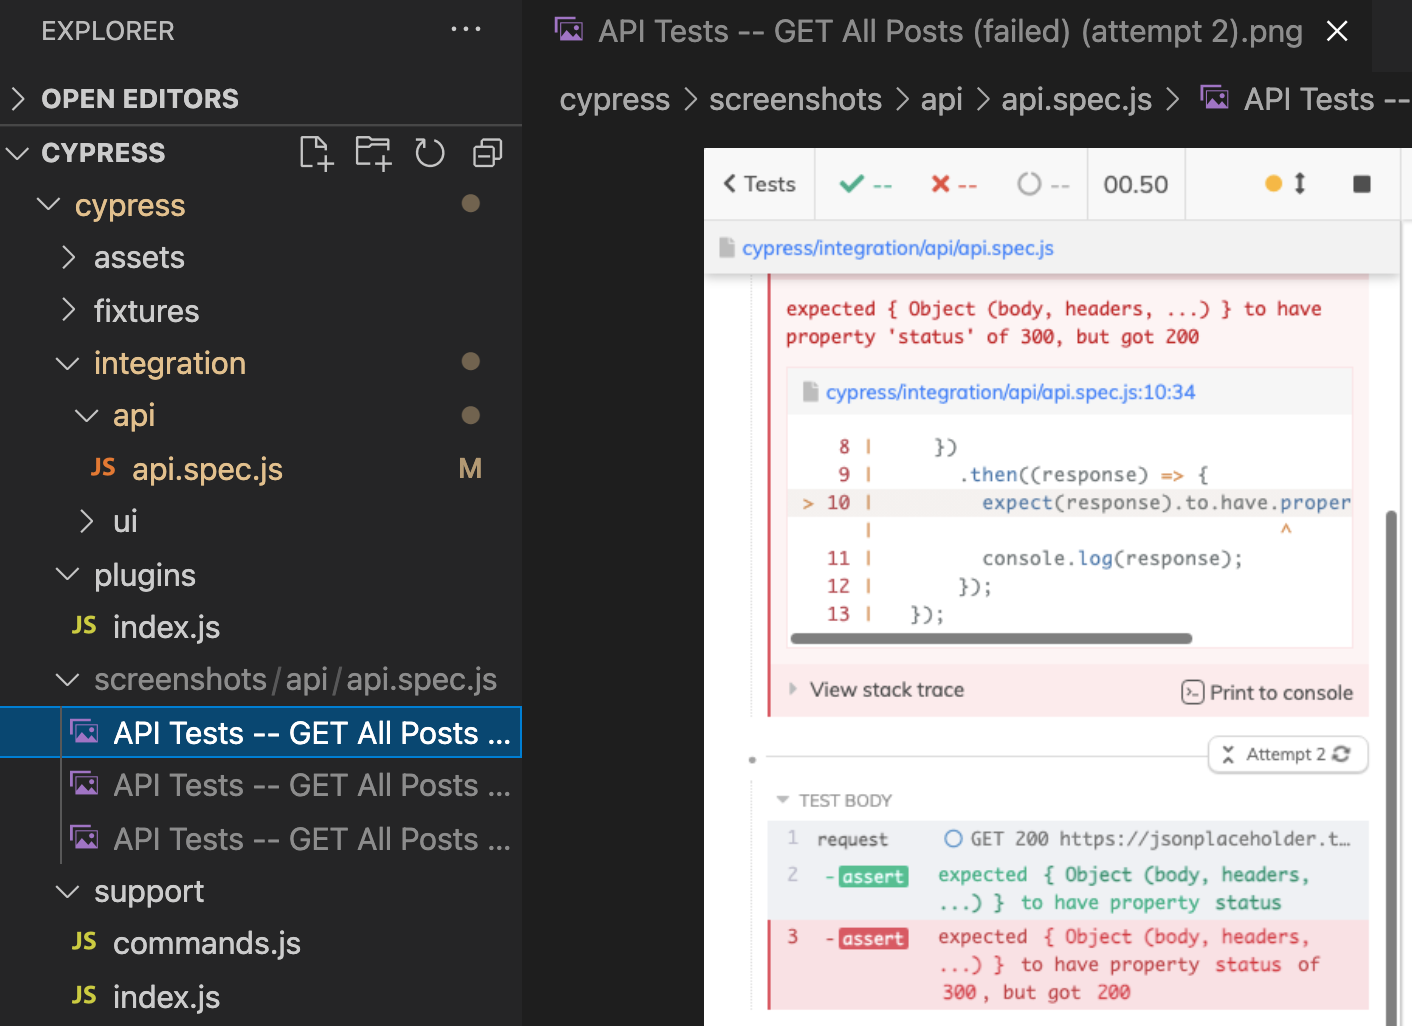 EXPLORER
OPEN EDITORS
CYPRESS
cypress
assets
fixtures
integration
api
JS api.spec.js M
ui
plugins
JS index.js
screenshots/api/api.spec.js
API Tests -- GET All Posts ...
API Tests -- GET All Posts ...
API Tests -- GET All Posts ...
support
JS commands.js
JS index.js
API Tests -- GET All Posts (failed) (attempt 2).png
cypress > screenshots > api > api.spec.js > API Tests --
Tests -- -- -- 00.50
cypress/integration/api/api.spec.js
expected { Object (body, headers, ...) } to have
property 'status' of 300, but got 200
cypress/integration/api/api.spec.js:10:34
8 | })
9 | .then((response) => {
> 10 | expect(response).to.have.proper
| ^
11 | console.log(response);
12 | });
13 | });
View stack trace
Print to console
Attempt 2
TEST BODY
1 request GET 200 https://jsonplaceholder.t...
2 -assert expected { Object (body, headers,
...) } to have property status
3 -assert expected { Object (body, headers,
...) } to have property status of
300, but got 200